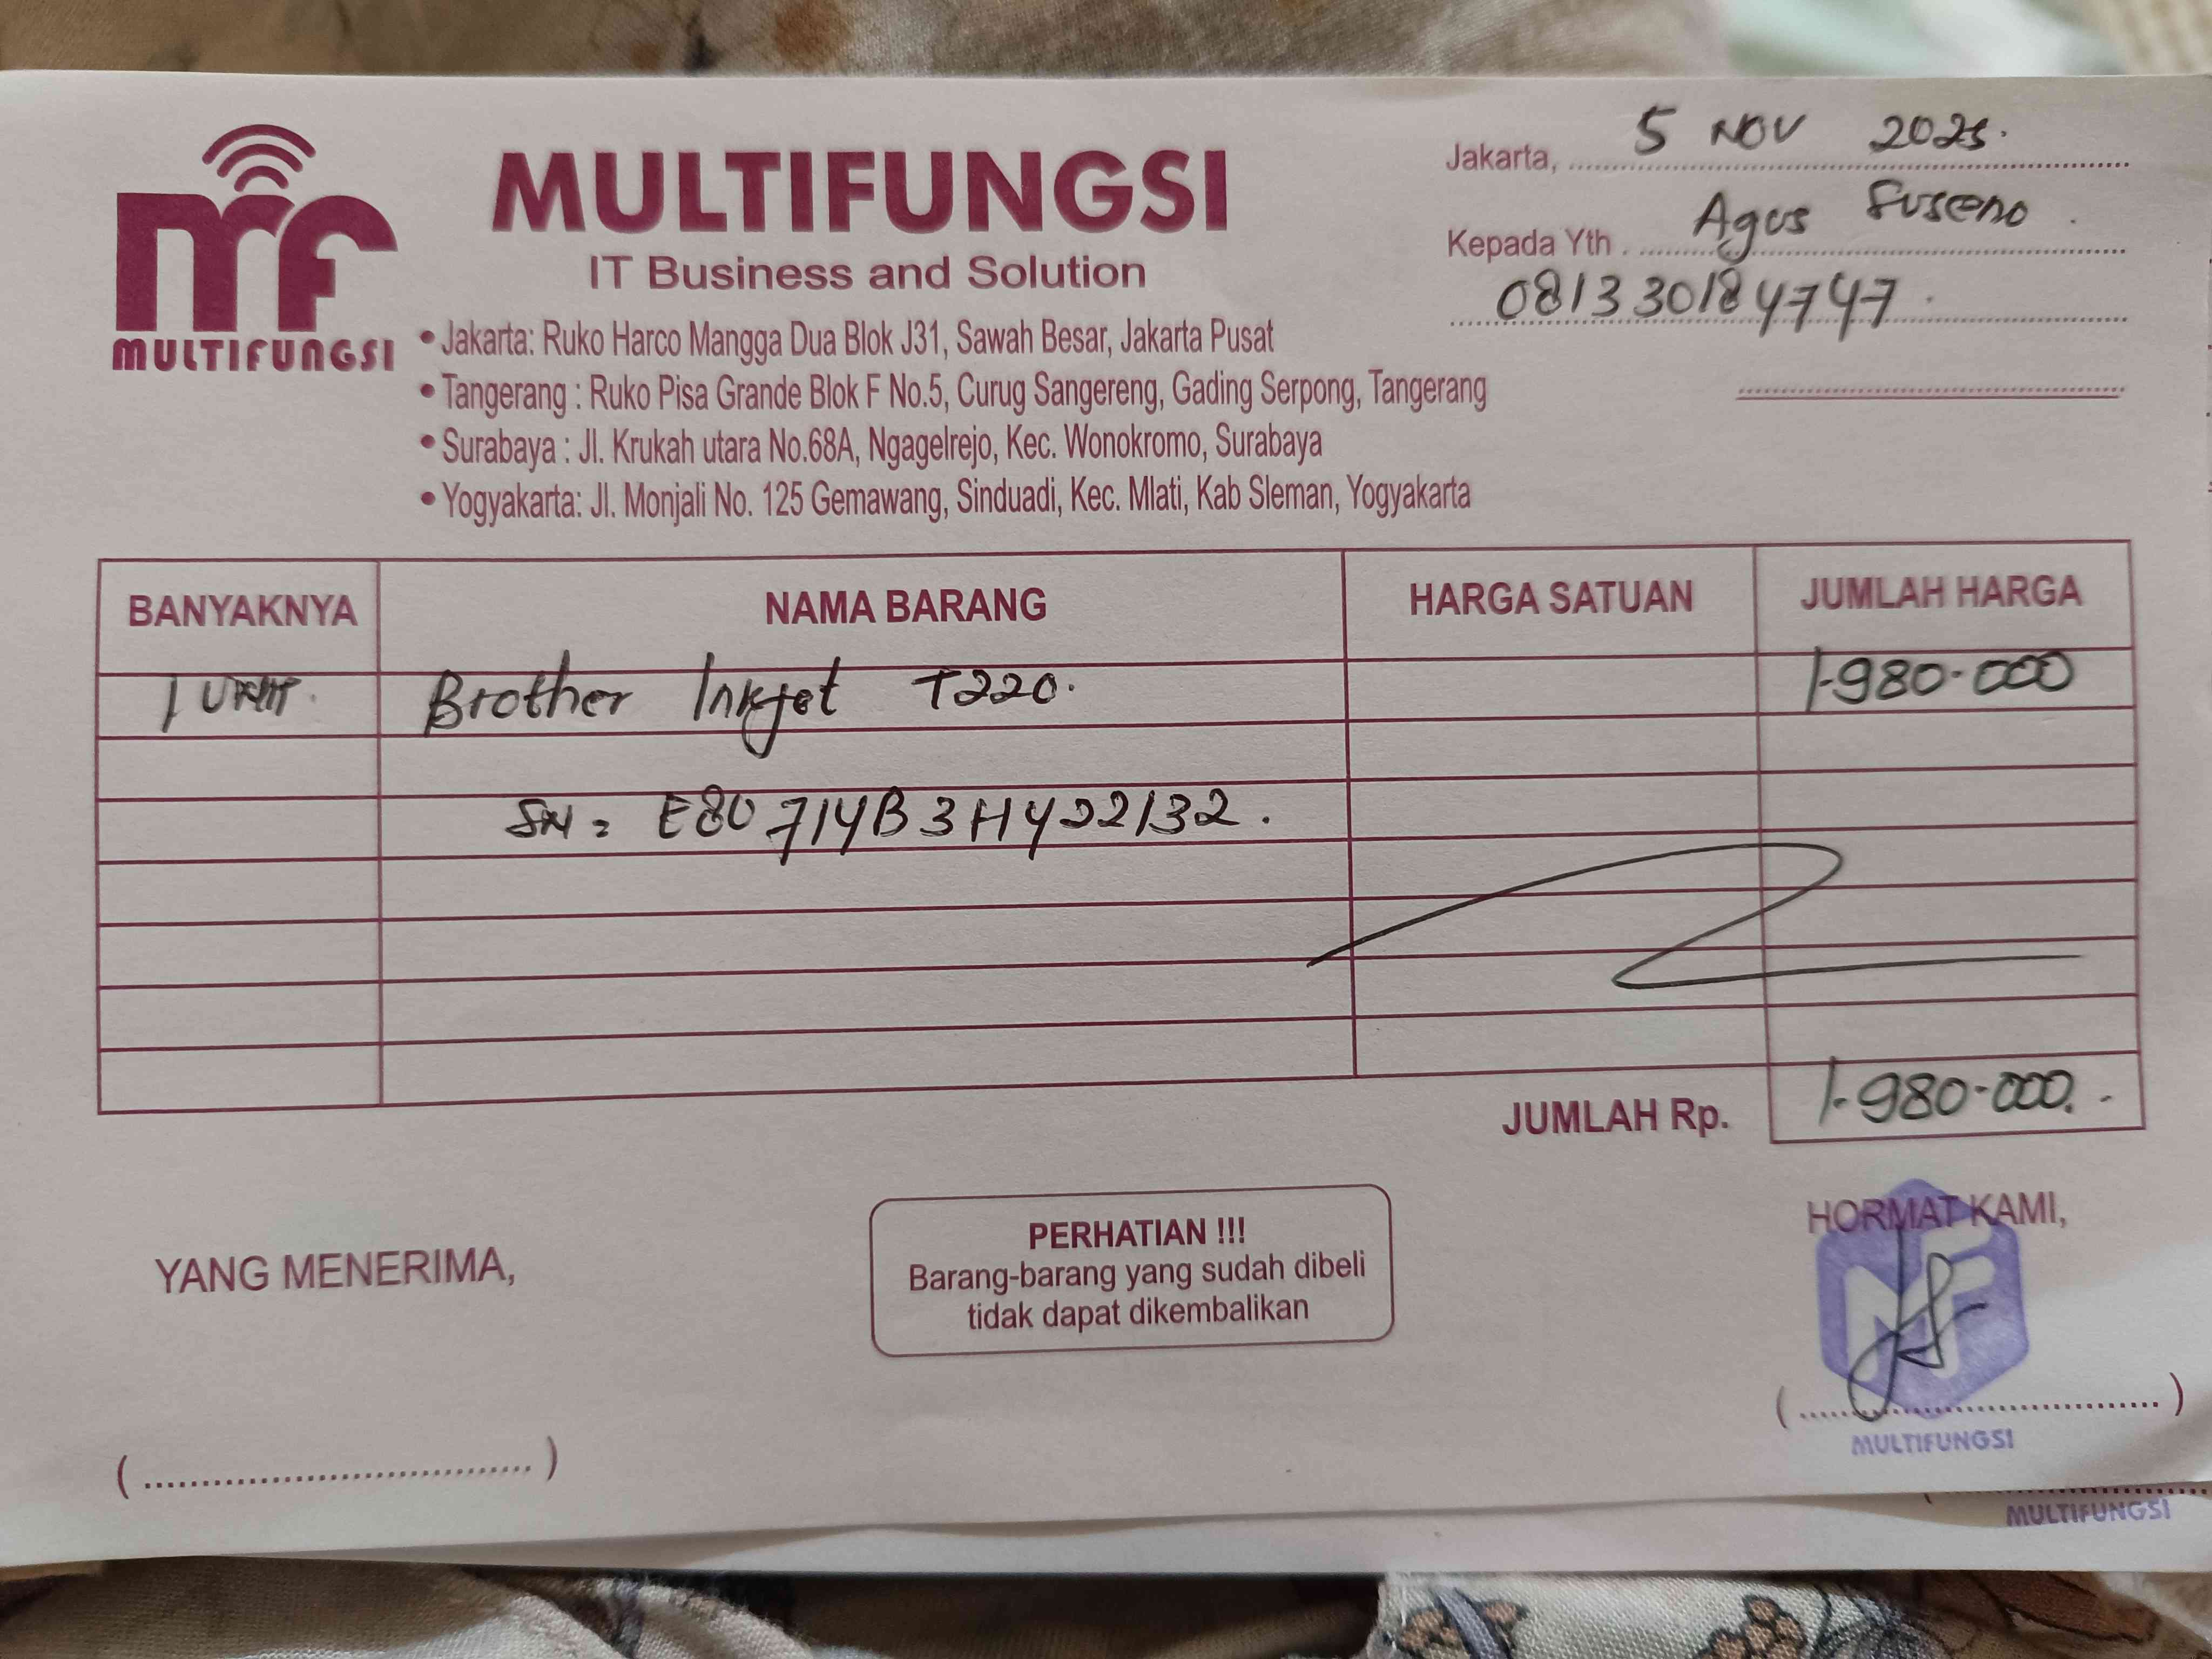 MULTIFUNGSI
MULTIFUNGSI
IT Business and Solution
• Jakarta: Ruko Harco Mangga Dua Blok J31, Sawah Besar, Jakarta Pusat
• Tangerang : Ruko Pisa Grande Blok F No.5, Curug Sangereng, Gading Serpong, Tangerang
• Surabaya : Jl. Krukah utara No.68A, Ngagelrejo, Kec. Wonokromo, Surabaya
• Yogyakarta: Jl. Monjali No. 125 Gemawang, Sinduadi, Kec. Mlati, Kab Sleman, Yogyakarta
Jakarta, 5 NOV 2025.
Kepada Yth. Agus Suseno.
081330184747.
BANYAKNYA NAMA BARANG HARGA SATUAN JUMLAH HARGA
1 UNIT. Brother Inkjet T220. 1-980-000
SN = E80714B3H422132.
JUMLAH Rp. 1-980-000.-
YANG MENERIMA,
PERHATIAN !!!
Barang-barang yang sudah dibeli
tidak dapat dikembalikan
HORMAT KAMI,
MF
MULTIFUNGSI
MULTIFUNGSI